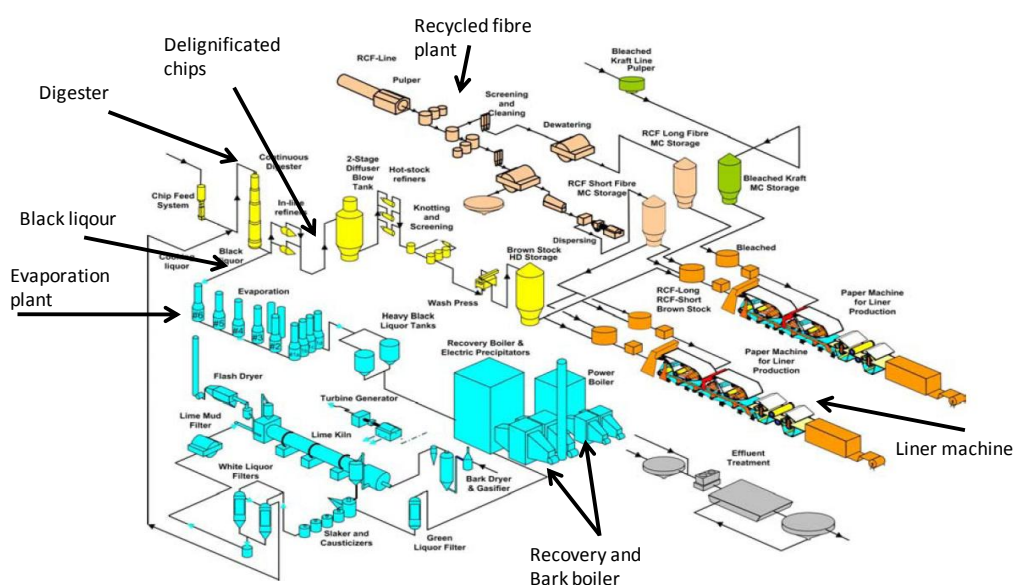 Recycled fibre
plant
Delignificated
chips
Digester
Black liqour
Evaporation
plant
Bleached
Kraft Line
Pulper
RCF-Line
Pulper
Screening
and
Cleaning
Dewatering
RCF Long Fibre
MC Storage
Bleached Kraft
MC Storage
RCF Short Fibre
MC Storage
Dispersing
Continuous
Digester
2-Stage
Diffuser
Blow
Tank
Hot-stock
refiners
Chip Feed
System
In-line
refiners
Knotting
and
Screening
Cooking
liquor
Black
liquor
Wash Press
Brown Stock
HD Storage
Bleached
RCF-Long
RCF-Short
Brown Stock
Paper Machine
for Liner
Production
Paper Machine
for Liner
Production
Evaporation
#6
#5
#4
#3
#2
Heavy Black
Liquor Tanks
Recovery Boiler &
Electric Precipitators
Power
Boiler
Flash Dryer
Turbine Generator
Lime Mud
Filter
Lime Kiln
White Liquor
Filters
Bark Dryer
& Gasifier
Slaker and
Causticizers
Green
Liquor Filter
Effluent
Treatment
Liner machine
Recovery and
Bark boiler